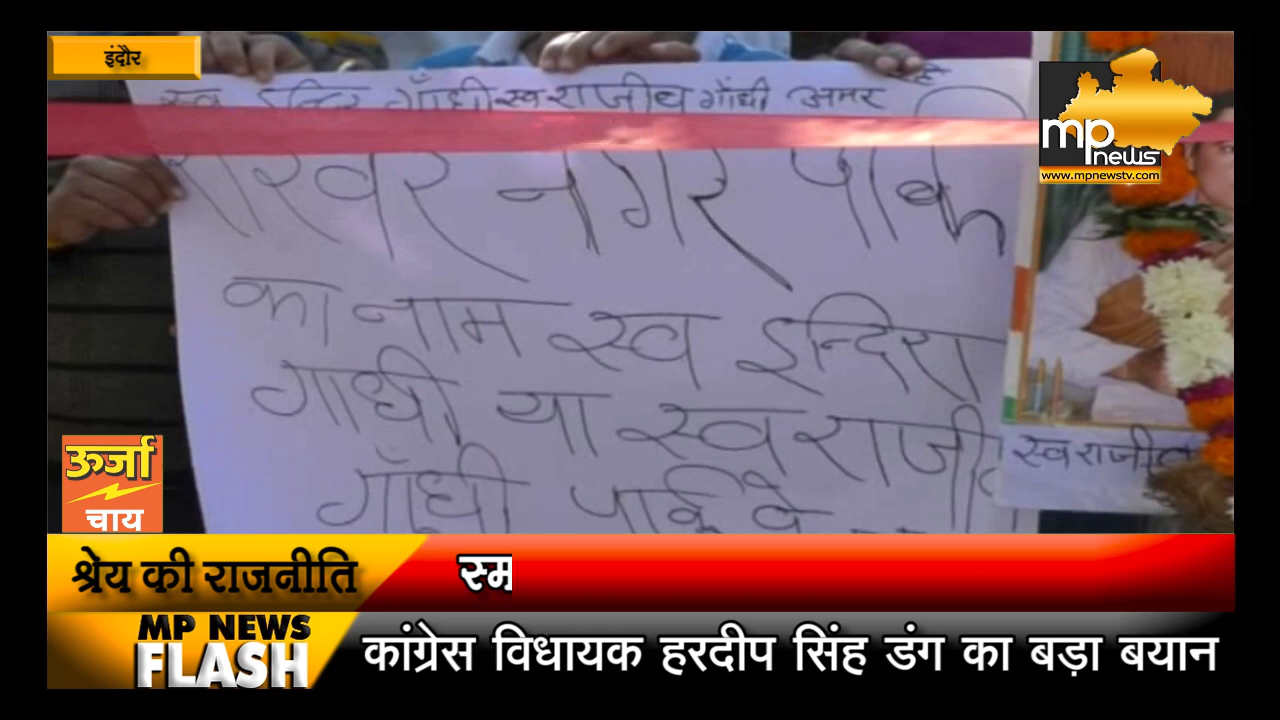 इंदौर
mp
news
www.mpnewstv.com
स्व इन्दिरा गाँधी स्व राजीव गाँधी अमर
नगर पार्क
का नाम स्व इन्दिरा
गाधी या स्व राजी
गाँधी पार्क
स्व राजीव
ऊर्जा
चाय
श्रेय की राजनीति
स्म
MP NEWS
FLASH
कांग्रेस विधायक हरदीप सिंह डंग का बड़ा बयान